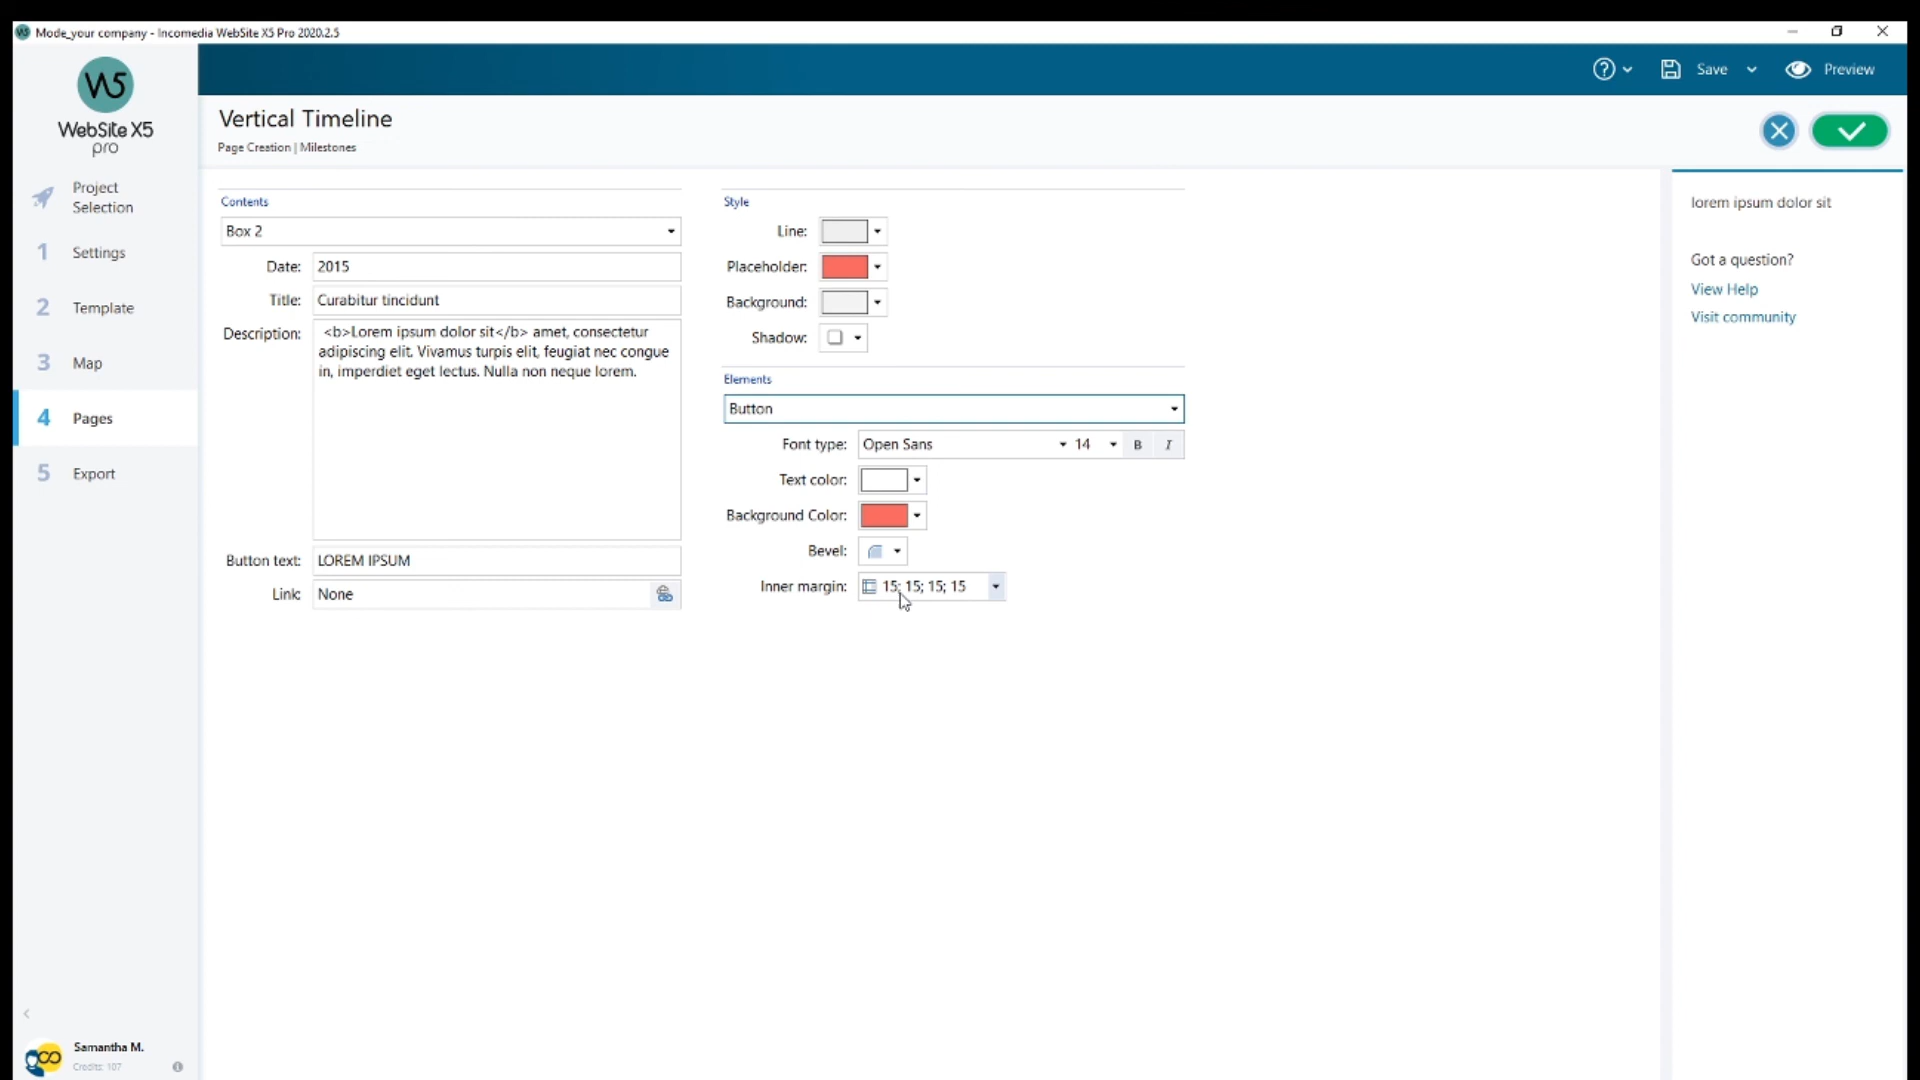 Mode_your company - Incomedia WebSite X5 Pro 2020.2.5
Save
Preview
W5
WebSite X5
pro
Project
Selection
1 Settings
2 Template
3 Map
4 Pages
5 Export
Samantha M.
Credits: 107
Vertical Timeline
Page Creation | Milestones
Contents
Box 2
Date: 2015
Title: Curabitur tincidunt
Description: <b>Lorem ipsum dolor sit</b> amet, consectetur
adipiscing elit. Vivamus turpis elit, feugiat nec congue
in, imperdiet eget lectus. Nulla non neque lorem.
Button text: LOREM IPSUM
Link: None
Style
Line:
Placeholder:
Background:
Shadow:
Elements
Button
Font type: Open Sans 14 B I
Text color:
Background Color:
Bevel:
Inner margin: 15; 15; 15; 15
lorem ipsum dolor sit
Got a question?
View Help
Visit community